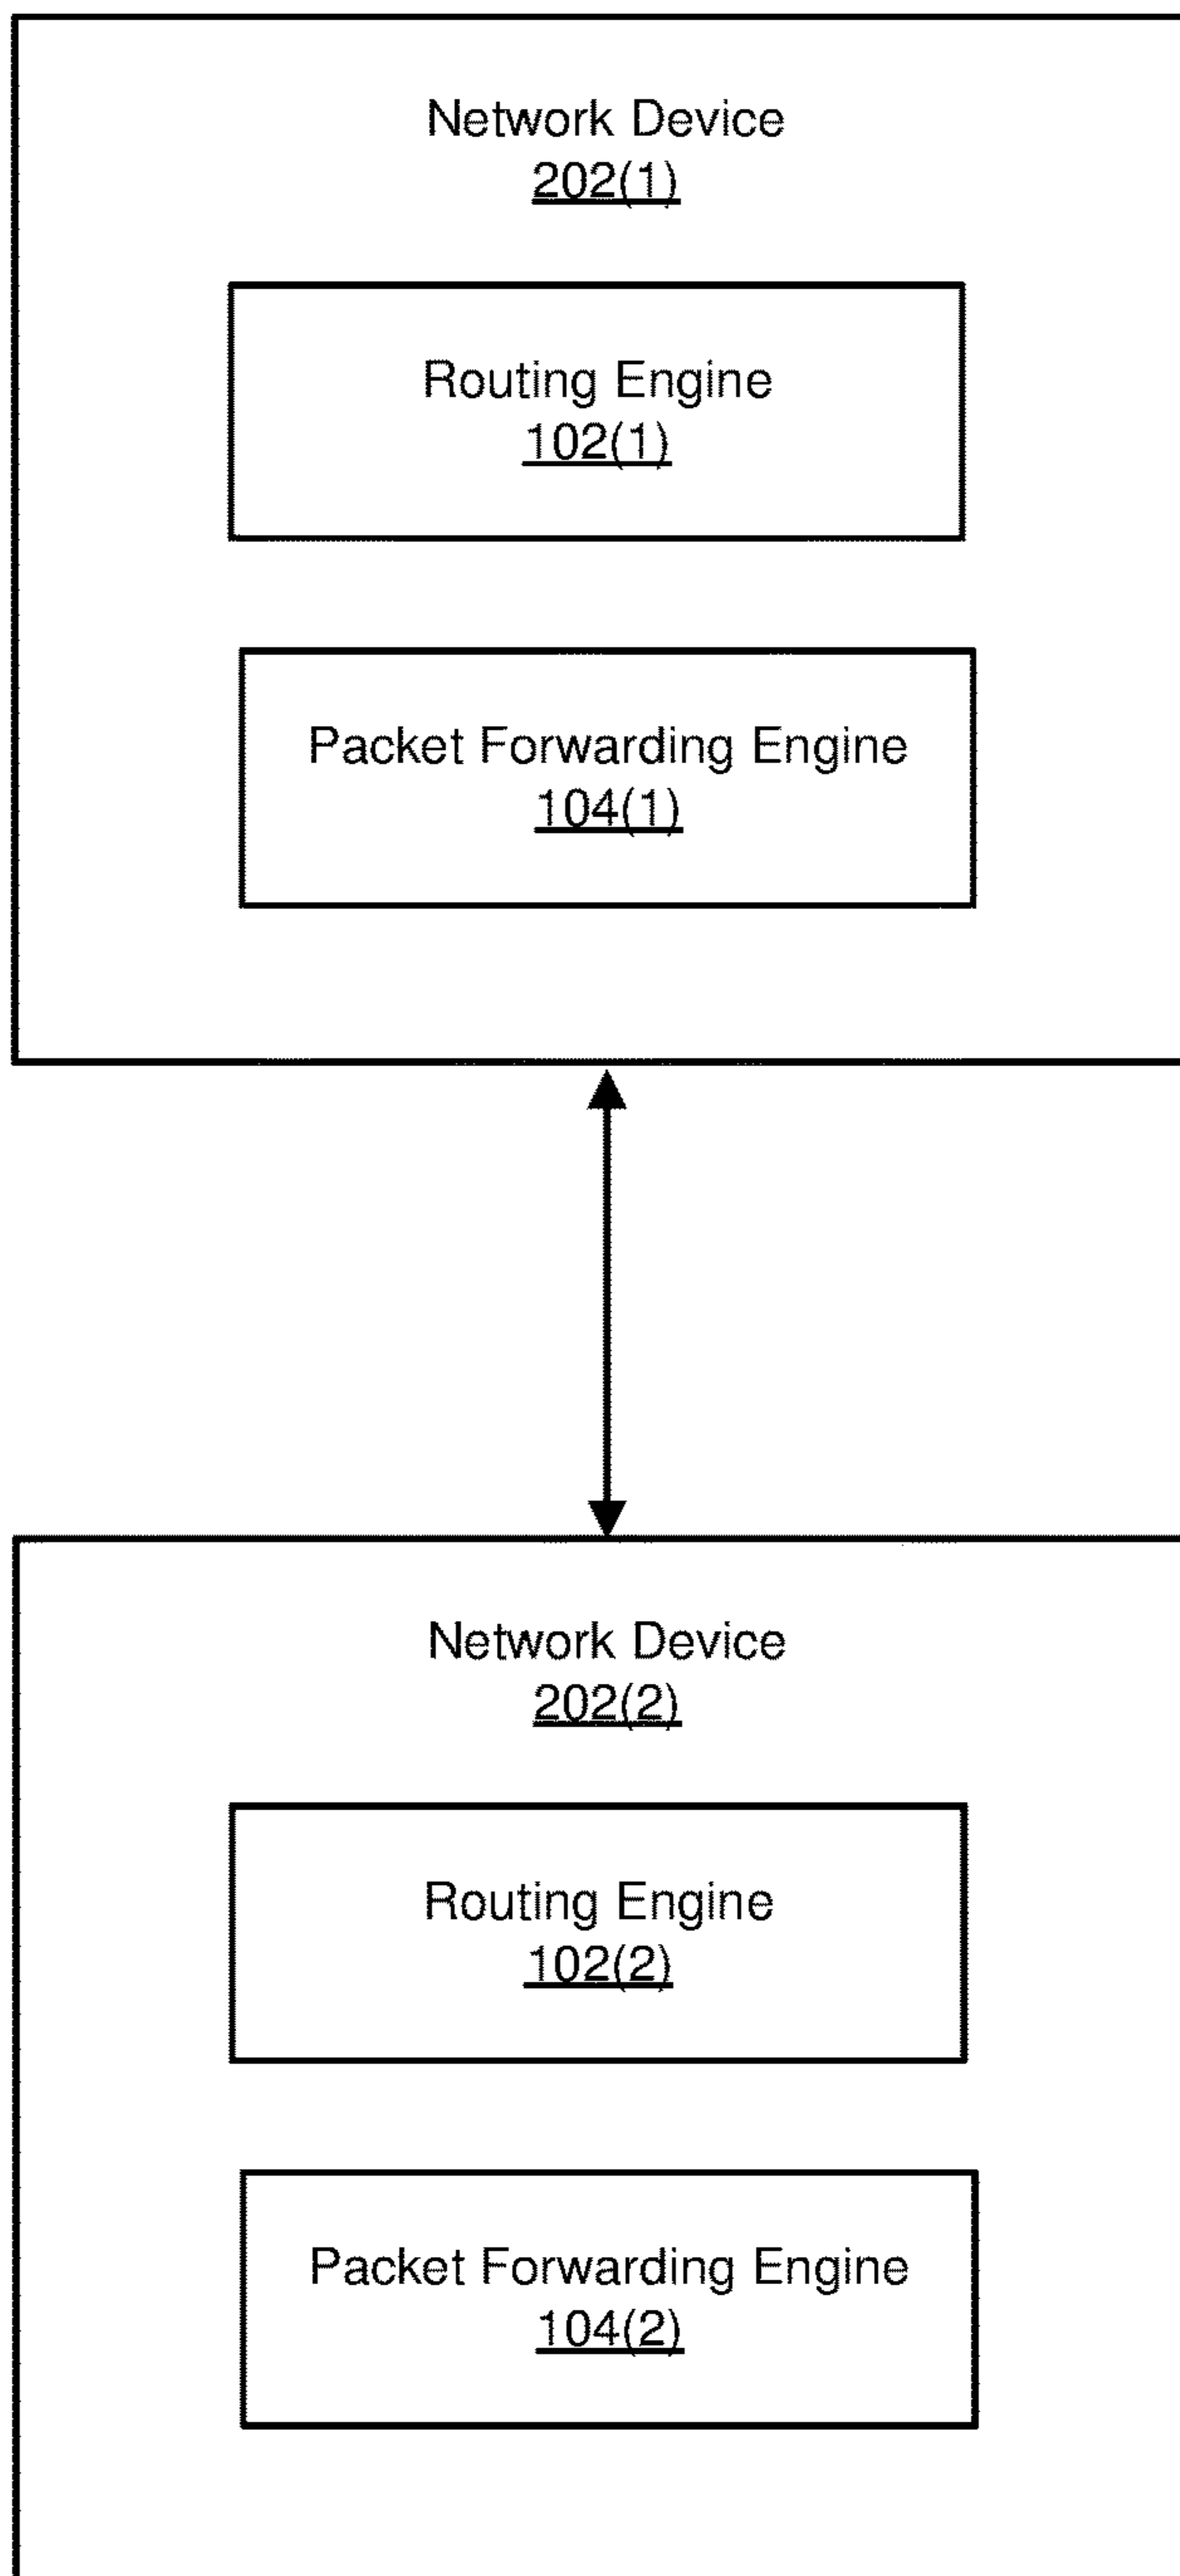 Network Device
202(1)
Routing Engine
102(1)
Packet Forwarding Engine
104(1)
Network Device
202(2)
Routing Engine
102(2)
Packet Forwarding Engine
104(2)